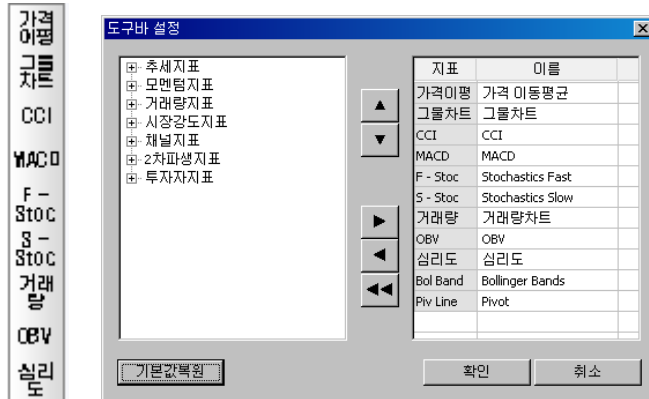 가격
이평
그물
차트
CCI
MACD
F -
Stoc
S -
Stoc
거래
량
OBV
심리
도
도구바 설정
추세지표
모멘텀지표
거래량지표
시장강도지표
채널지표
2차파생지표
투자자지표
지표 이름
가격이평 가격 이동평균
그물차트 그물차트
CCI CCI
MACD MACD
F - Stoc Stochastics Fast
S - Stoc Stochastics Slow
거래량 거래량차트
OBV OBV
심리도 심리도
Bol Band Bollinger Bands
Piv Line Pivot
기본값복원
확인 취소